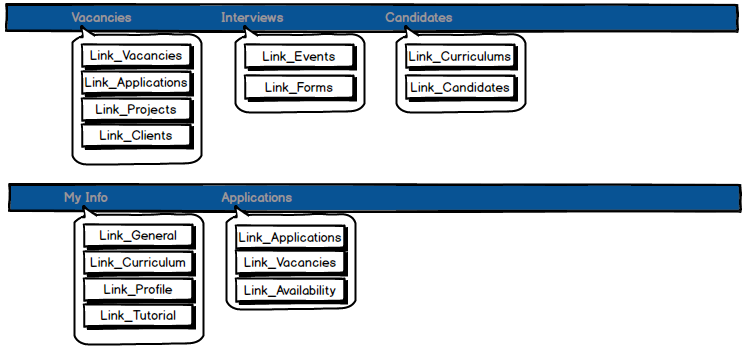 Vacancies Interviews Candidates
Link_Vacancies Link_Events Link_Curriculums
Link_Applications Link_Forms Link_Candidates
Link_Projects
Link_Clients
My Info Applications
Link_General Link_Applications
Link_Curriculum Link_Vacancies
Link_Profile Link_Availability
Link_Tutorial